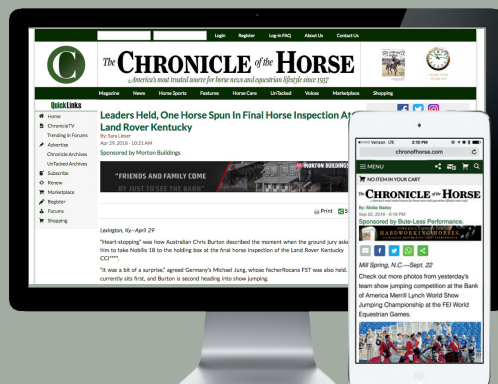 Login Register Log-In FAQ About Us Contact Us
C
The CHRONICLE of the HORSE
America's most trusted source for horse news and equestrian lifestyle since 1937
Magazine News Horse Sports Features Horse Care UnTacked Voices Marketplace Shopping
QuickLinks
Home
ChronicleTV
Trending in Forums
Advertise
Chronicle Archives
UnTacked Archives
Subscribe
Renew
Marketplace
Register
Forums
Shopping
Leaders Held, One Horse Spun In Final Horse Inspection At
Land Rover Kentucky
By: Sara Lieser
Apr 29, 2018 - 10:21 AM
Sponsored by Morton Buildings
"FRIENDS AND FAMILY COME
BY JUST TO SEE THE BARN"
MORTON BUILDINGS
Print S
Lexington, Ky.—April 29
"Heart-stopping" was how Australian Chris Burton described the moment when the ground jury aske
him to take Nobilis 18 to the holding box at the final horse inspection of the Land Rover Kentucky
CCI****.
"It was a bit of a surprise," agreed Germany's Michael Jung, whose fischerRocana FST was also held.
currently sits first, and Burton is second heading into show jumping.
Verizon LTE 8:19 PM
chronofhorse.com
MENU
NO ITEM IN YOUR CART
The CHRONICLE of the HORSE
By: Mollie Bailey
Sep 22, 2018 - 6:18 PM
Sponsored by Bute-Less Performance.
HARDWORKING HORSES.
Mill Spring, N.C.—Sept. 22
Check out more photos from yesterday's
team show jumping competition at the Bank
of America Merrill Lynch World Show
Jumping Championship at the FEI World
Equestrian Games.